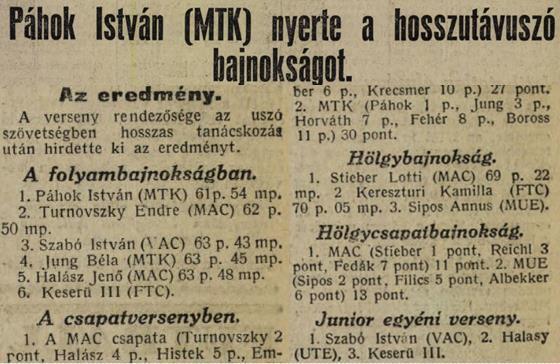 Páhok István (MTK) nyerte a hosszutávuszó
bajnokságot.
Az eredmény.
A verseny rendezősége az uszó
szövetségben hosszas tanácskozás
után hirdette ki az eredményt.
A folyambajnokságban.
1. Páhok István (MTK) 61 p. 54 mp.
2. Turnovszky Endre (MAC) 62 p.
50 mp.
3. Szabó István (VAC) 63 p. 43 mp.
4. Jung Béla (MTK) 63 p. 45 mp.
5. Halász Jenő (MAC) 63 p. 48 mp.
6. Keserű III (FTC).
A csapatversenyben.
1. A MAC csapata (Turnovszky 2
pont, Halász 4 p., Histek 5 p., Em-
ber 6 p., Krecsmer 10 p.) 27 pont.
2. MTK (Páhok 1 p., Jung 3 p.,
Horváth 7 p., Fehér 8 p., Boross
11 p.) 30 pont.
Hölgybajnokság.
1. Stieber Lotti (MAC) 69 p. 22
mp. 2 Kereszturi Kamilla (FTC)
70 p. 05 mp. 3. Sipos Annus (MUE).
Hölgycsapatbajnokság.
1. MAC (Stieber 1 pont, Reichl 3
pont, Fedák 7 pont) 11 pont. 2. MUE
(Sipos 2 pont, Filics 5 pont, Albekker
6 pont) 13 pont.
Junior egyéni verseny.
1. Szabó István (VAC), 2. Halasy
(UTE), 3. Keserű III.